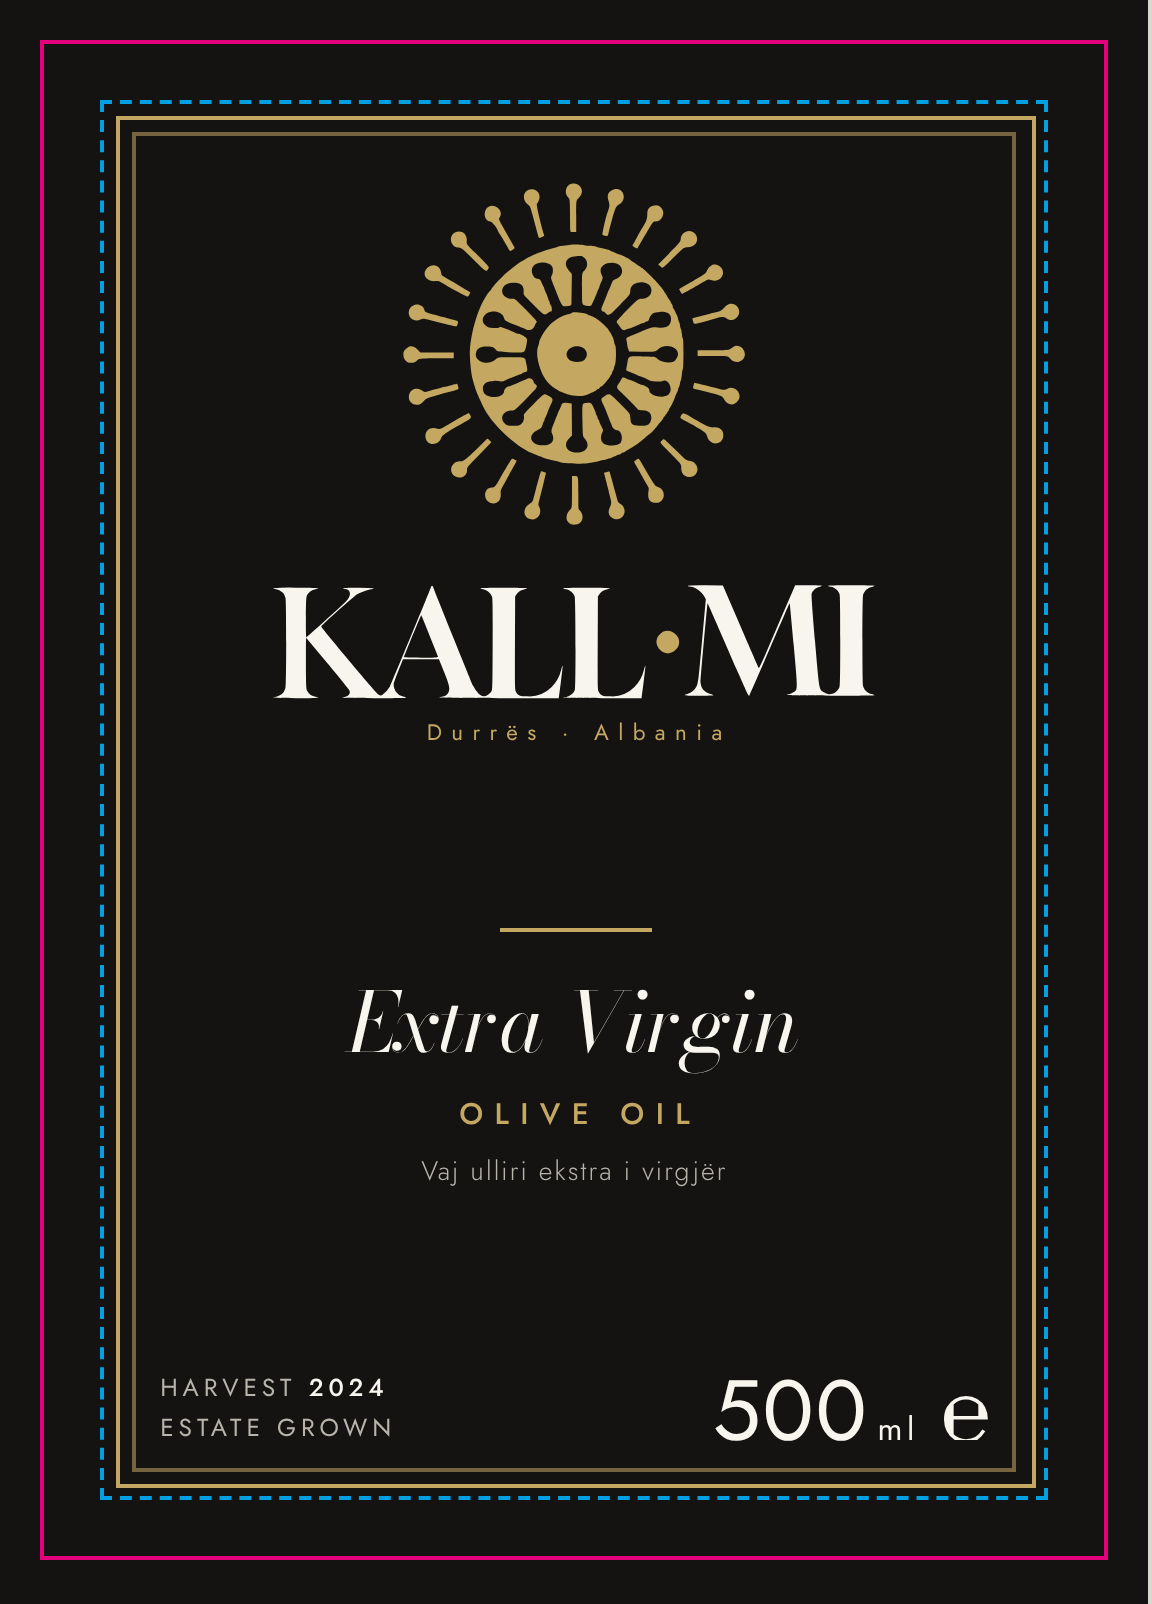 KALL·MI
Durrës · Albania
Extra Virgin
OLIVE OIL
Vaj ulliri ekstra i virgjër
HARVEST 2024
ESTATE GROWN
500 ml ℮